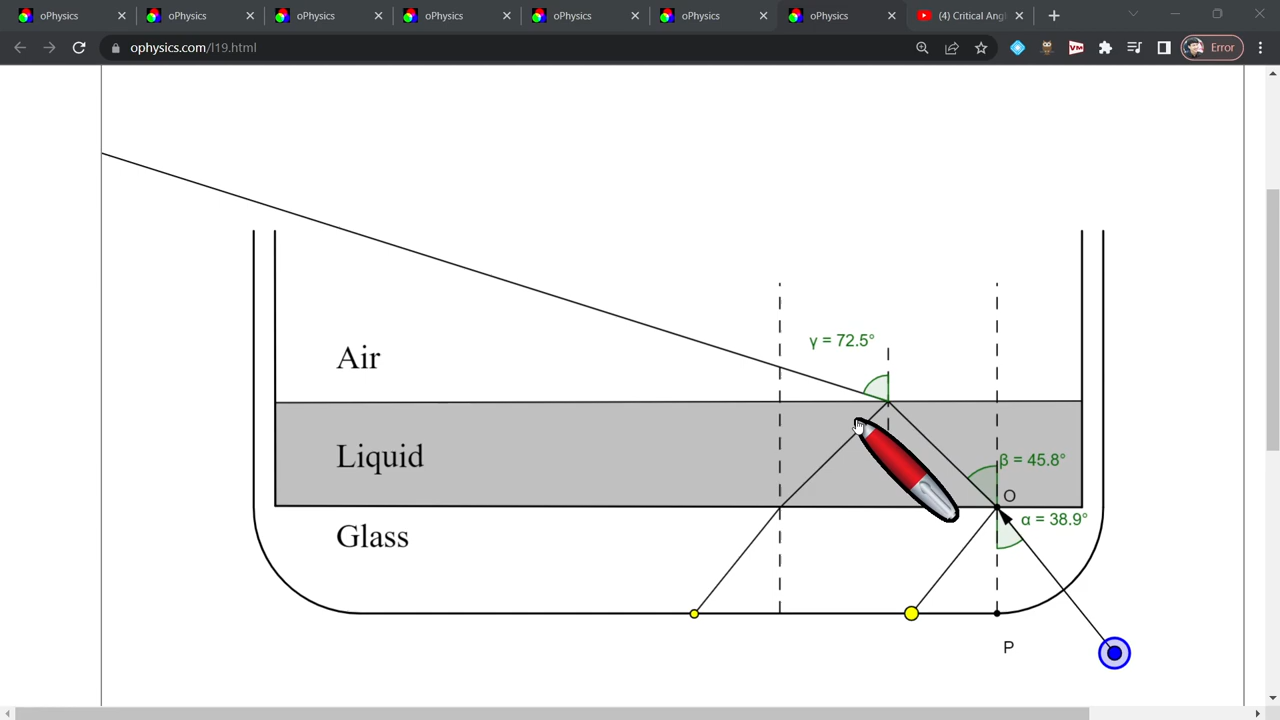 oPhysics
oPhysics
oPhysics
oPhysics
oPhysics
oPhysics
oPhysics
(4) Critical Ang
ophysics.com/l19.html
VM
Error
γ = 72.5°
Air
Liquid
β = 45.8°
O
α = 38.9°
Glass
P